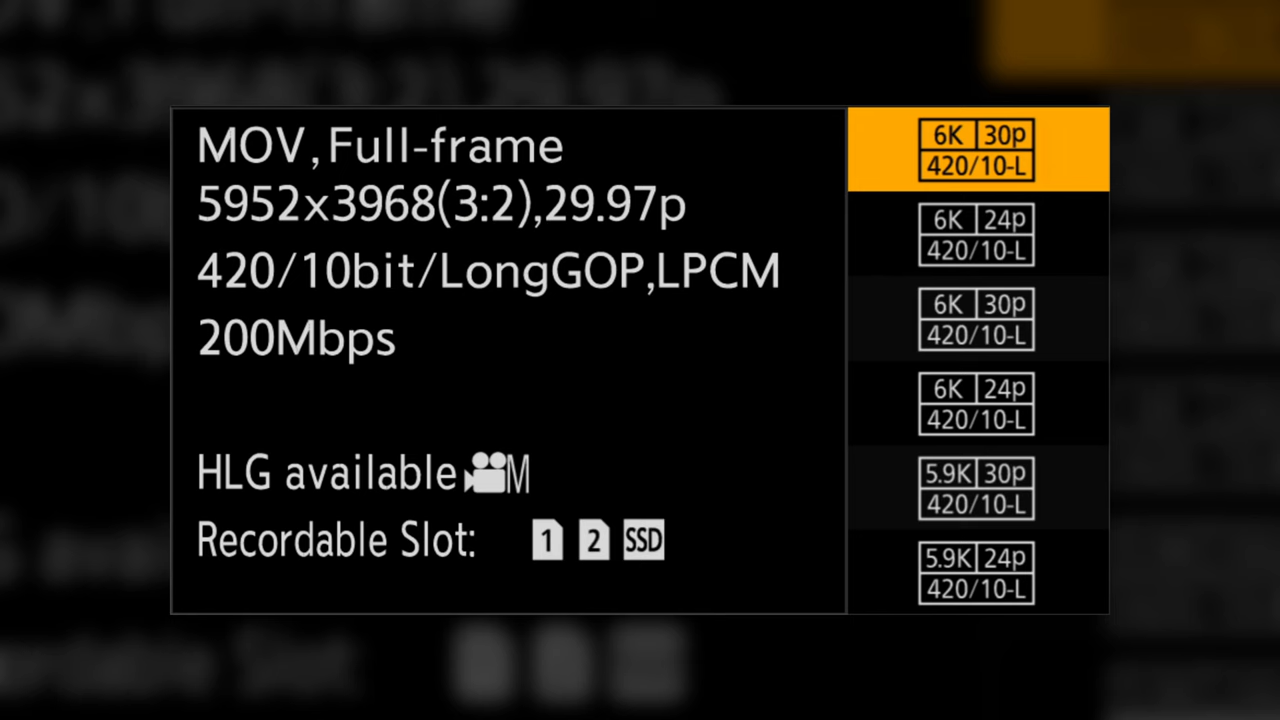 MOV,Full-frame
5952x3968(3:2),29.97p
420/10bit/LongGOP,LPCM
200Mbps
HLG available M
Recordable Slot: 1 2 SSD
6K 30p
420/10-L
6K 24p
420/10-L
6K 30p
420/10-L
6K 24p
420/10-L
5.9K 30p
420/10-L
5.9K 24p
420/10-L